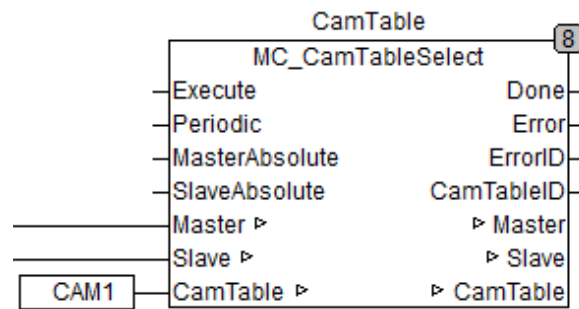 CamTable
8
MC_CamTableSelect
Execute Done
Periodic Error
MasterAbsolute ErrorID
SlaveAbsolute CamTableID
Master Master
Slave Slave
CAM1 CamTable CamTable